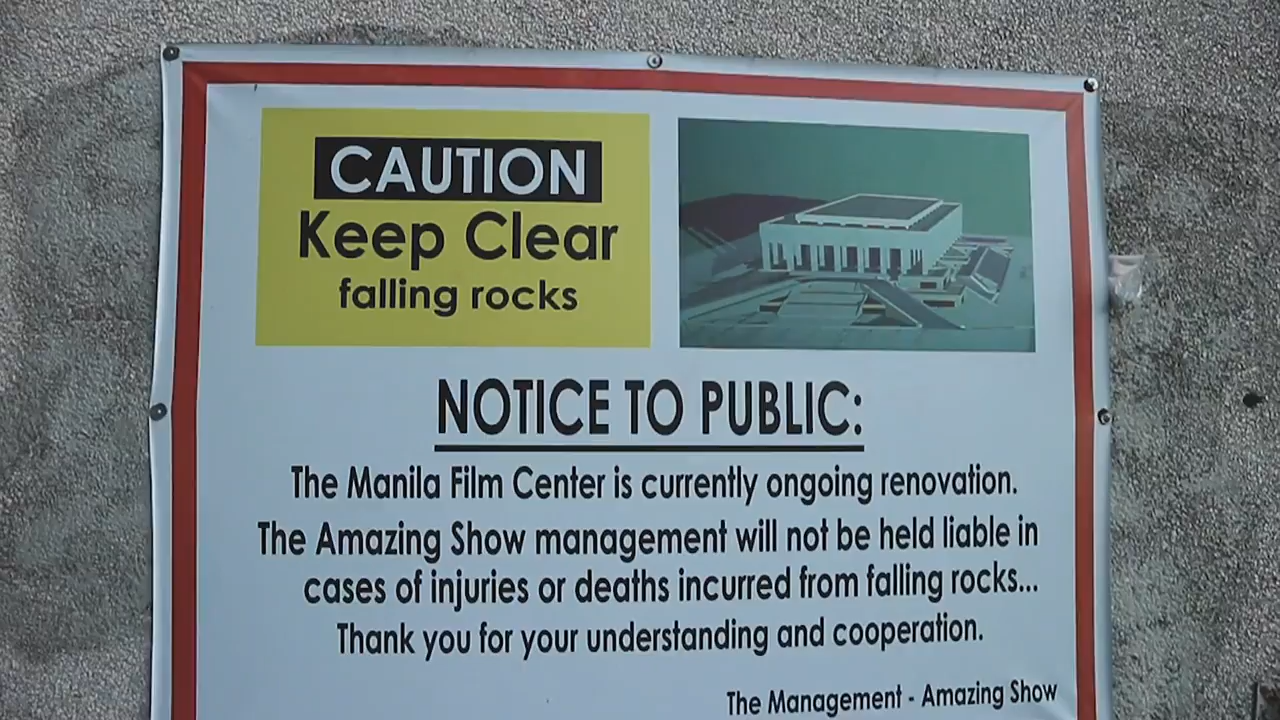 CAUTION
Keep Clear
falling rocks
NOTICE TO PUBLIC:
The Manila Film Center is currently ongoing renovation.
The Amazing Show management will not be held liable in
cases of injuries or deaths incurred from falling rocks...
Thank you for your understanding and cooperation.
The Management - Amazing Show